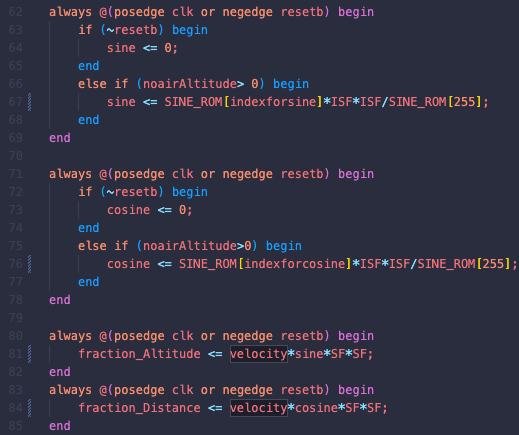 62 always @(posedge clk or negedge resetb) begin
63 if (~resetb) begin
64 sine <= 0;
65 end
66 else if (noairAltitude> 0) begin
67 sine <= SINE_ROM[indexforsine]*ISF*ISF/SINE_ROM[255];
68 end
69 end
70
71 always @(posedge clk or negedge resetb) begin
72 if (~resetb) begin
73 cosine <= 0;
74 end
75 else if (noairAltitude>0) begin
76 cosine <= SINE_ROM[indexforcosine]*ISF*ISF/SINE_ROM[255];
77 end
78 end
79
80 always @(posedge clk or negedge resetb) begin
81 fraction_Altitude <= velocity*sine*SF*SF;
82 end
83 always @(posedge clk or negedge resetb) begin
84 fraction_Distance <= velocity*cosine*SF*SF;
85 end